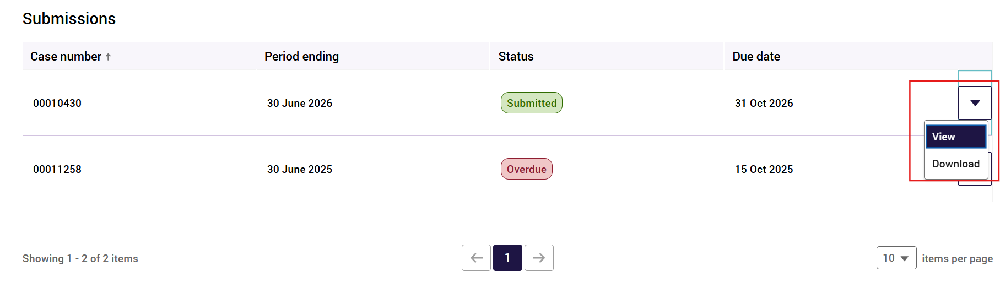 Submissions
Case number ↑ Period ending Status Due date
00010430 30 June 2026 Submitted 31 Oct 2026
View
Download
00011258 30 June 2025 Overdue 15 Oct 2025
Showing 1 - 2 of 2 items ← 1 → 10 items per page